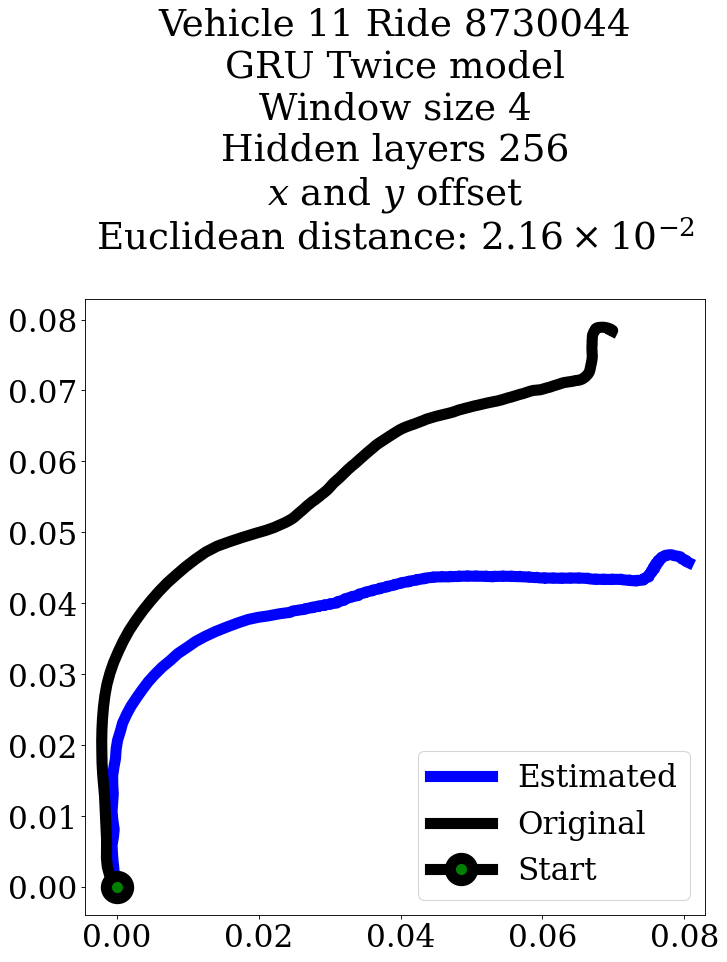 Vehicle 11 Ride 8730044
GRU Twice model
Window size 4
Hidden layers 256
x and y offset
Euclidean distance: 2.16 × 10⁻²
0.08
0.07
0.06
0.05
0.04
0.03
0.02
0.01
0.00
Estimated
Original
Start
0.00 0.02 0.04 0.06 0.08